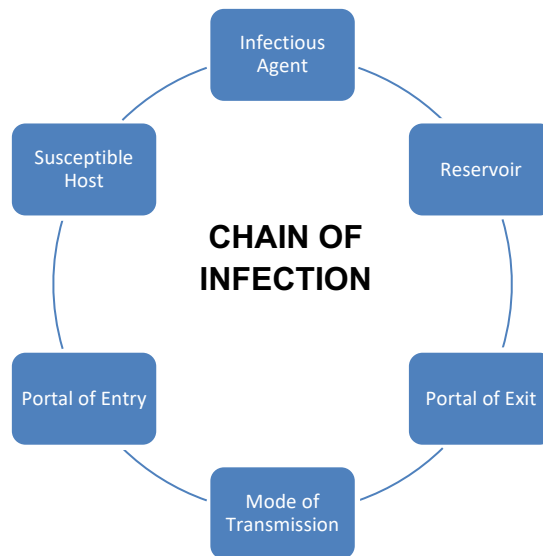 Infectious
Agent
Reservoir
Portal of Exit
Mode of
Transmission
Portal of Entry
Susceptible
Host
CHAIN OF
INFECTION